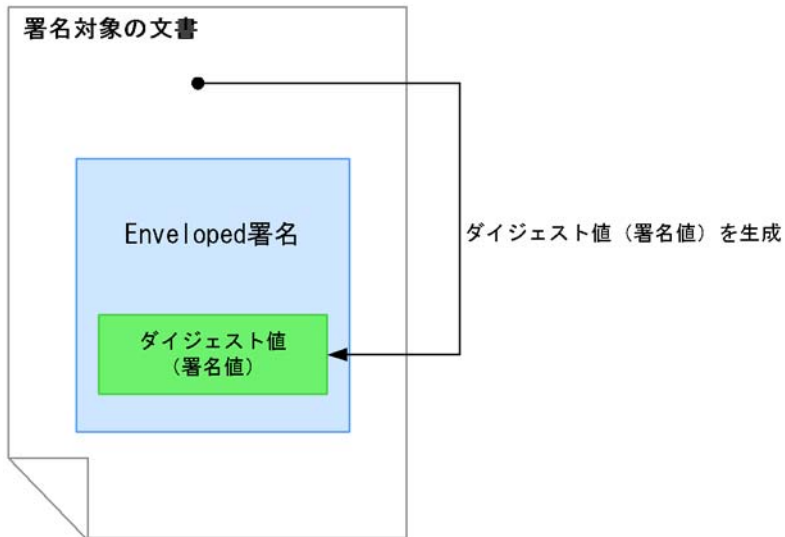 署名対象の文書
Enveloped署名
ダイジェスト値（署名値）を生成
ダイジェスト値
（署名値）